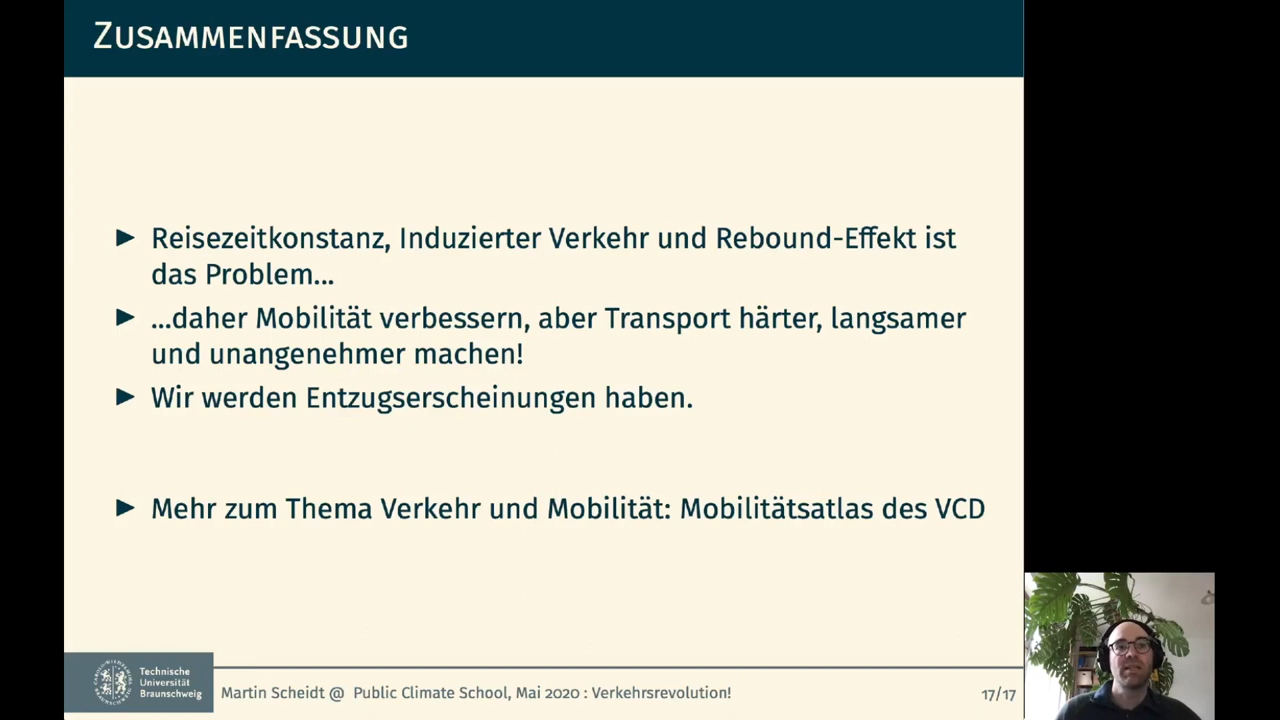 ZUSAMMENFASSUNG
► Reisezeitkonstanz, Induzierter Verkehr und Rebound-Effekt ist
das Problem...
► ...daher Mobilität verbessern, aber Transport härter, langsamer
und unangenehmer machen!
► Wir werden Entzugserscheinungen haben.
► Mehr zum Thema Verkehr und Mobilität: Mobilitätsatlas des VCD
Technische
Universität
Braunschweig
Martin Scheidt @ Public Climate School, Mai 2020 : Verkehrsrevolution!
17/17